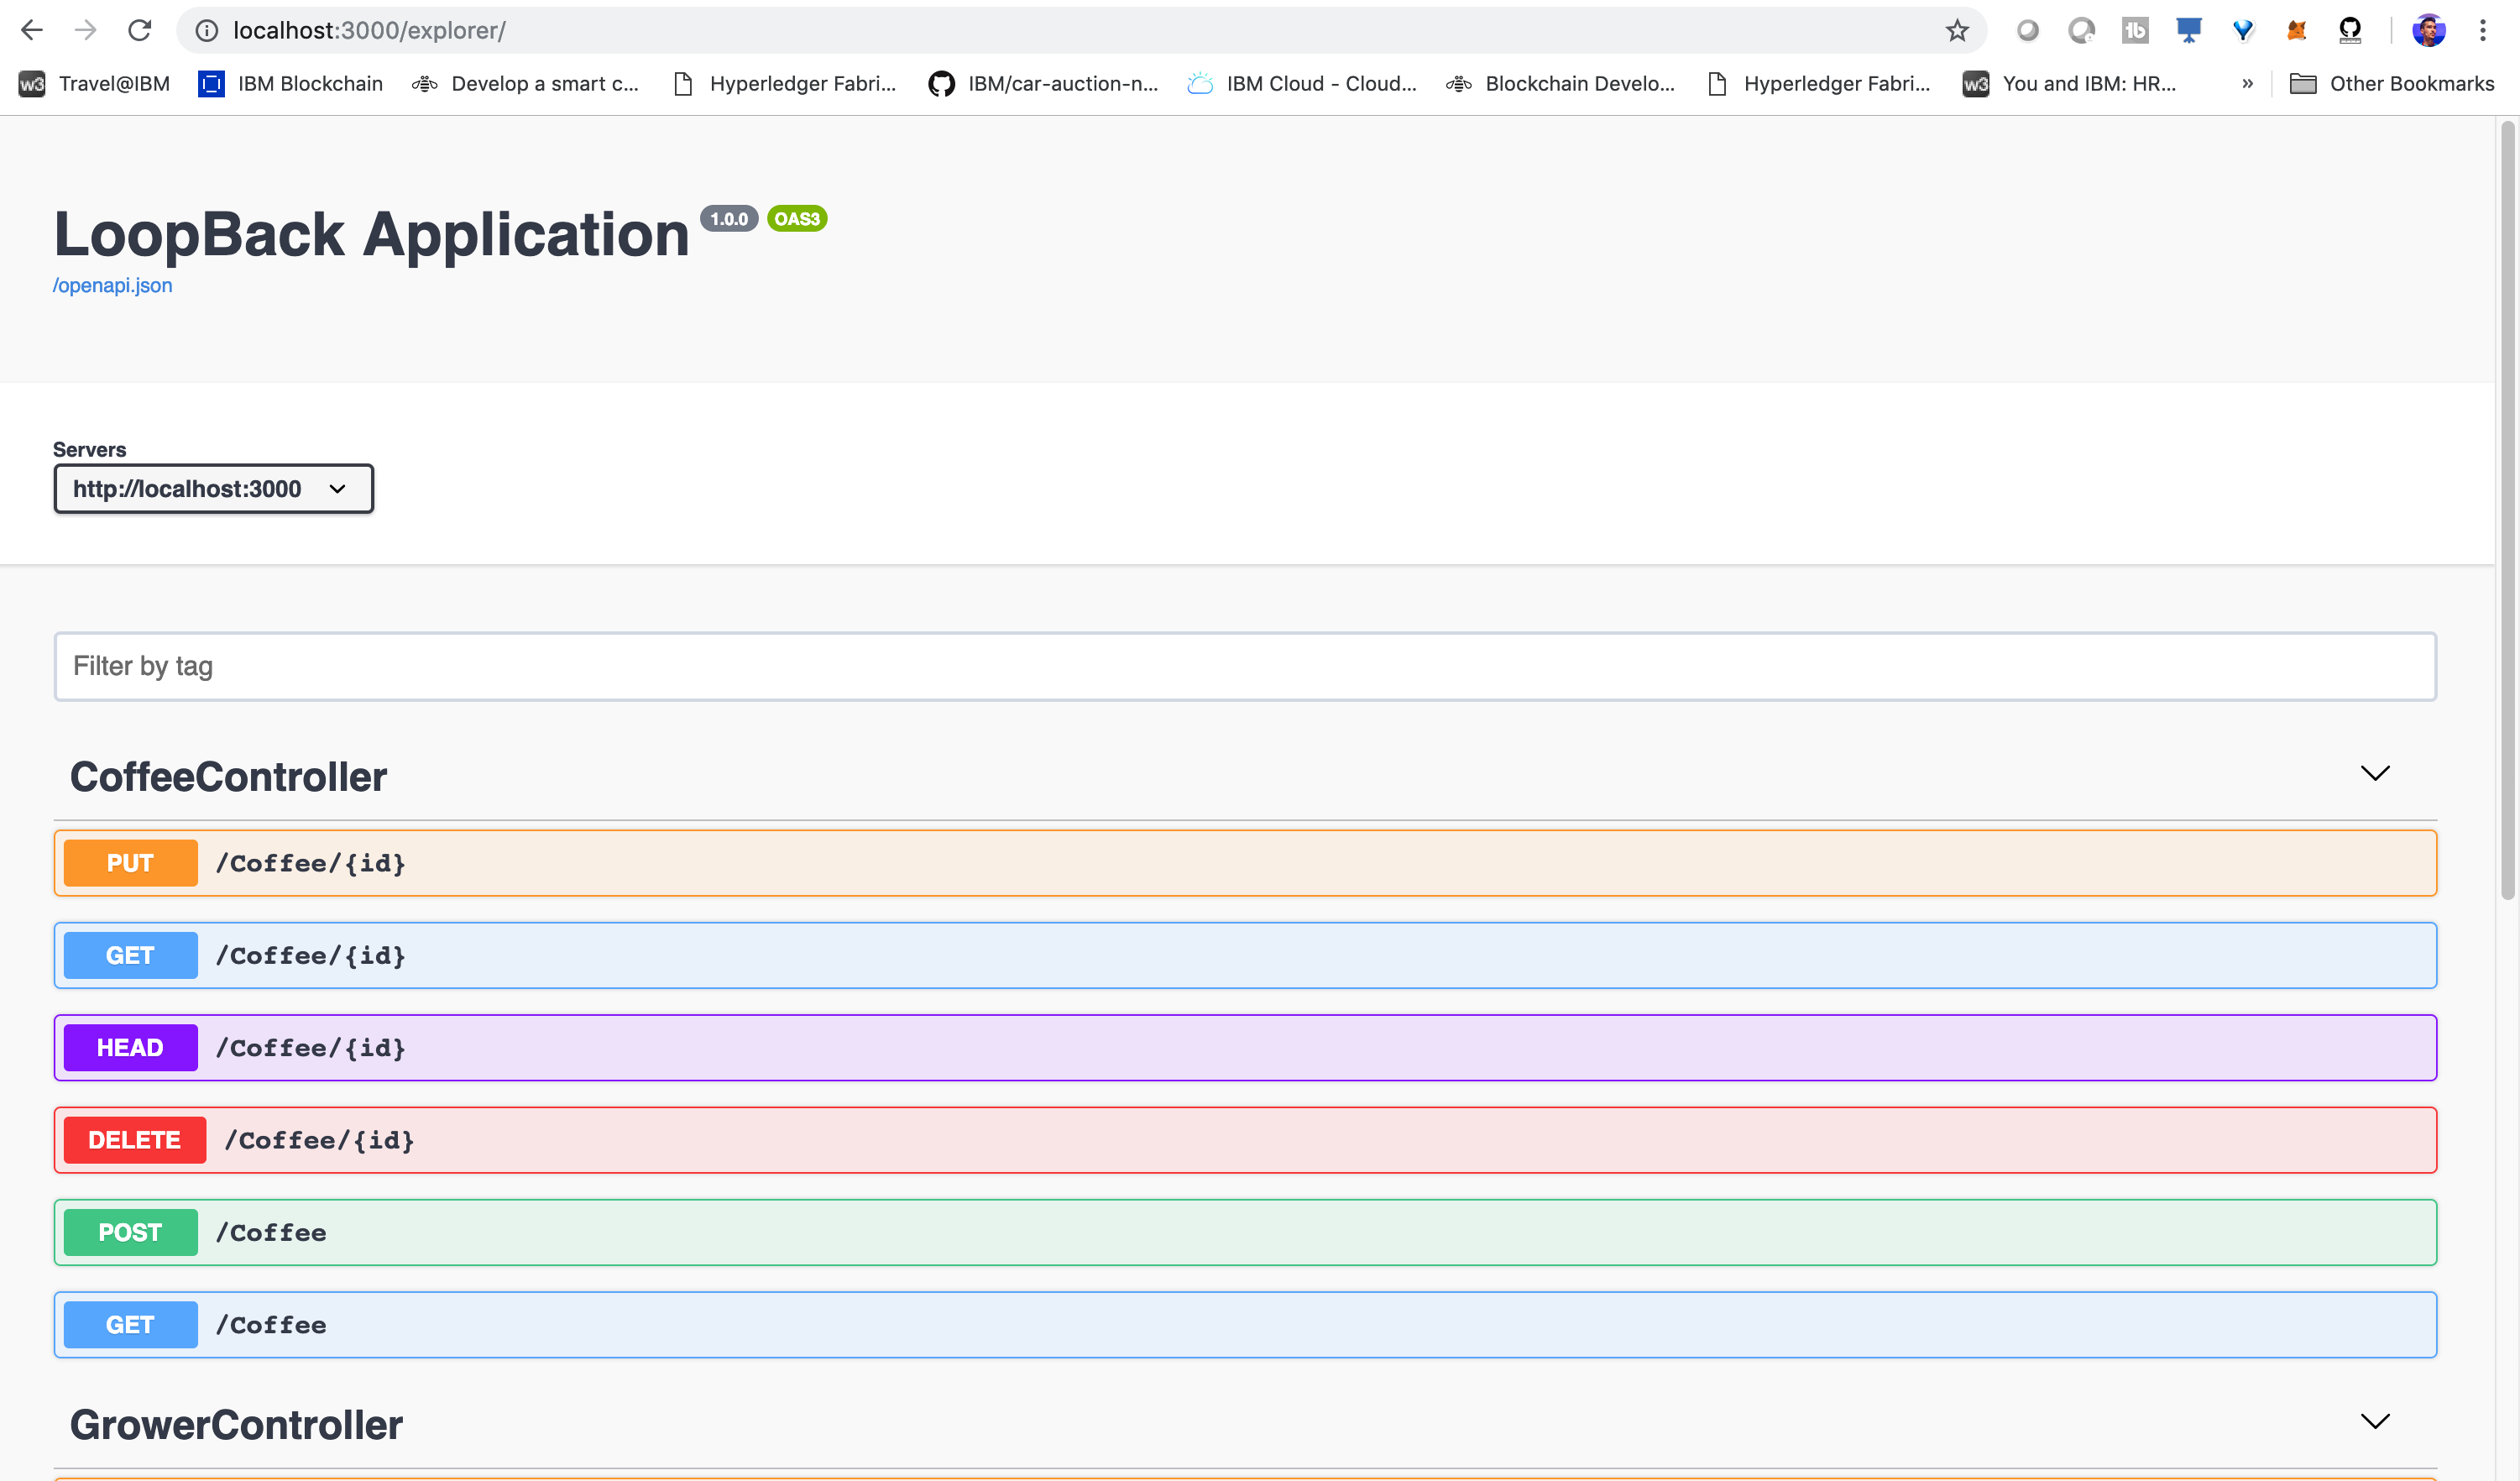 localhost:3000/explorer/
w3 Travel@IBM IBM Blockchain Develop a smart c... Hyperledger Fabri... IBM/car-auction-n... IBM Cloud - Cloud... Blockchain Develo... Hyperledger Fabri... w3 You and IBM: HR... » Other Bookmarks
LoopBack Application 1.0.0 OAS3
/openapi.json
Servers
http://localhost:3000
Filter by tag
CoffeeController
PUT /Coffee/{id}
GET /Coffee/{id}
HEAD /Coffee/{id}
DELETE /Coffee/{id}
POST /Coffee
GET /Coffee
GrowerController